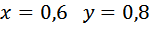 x = 0,6 y = 0,8